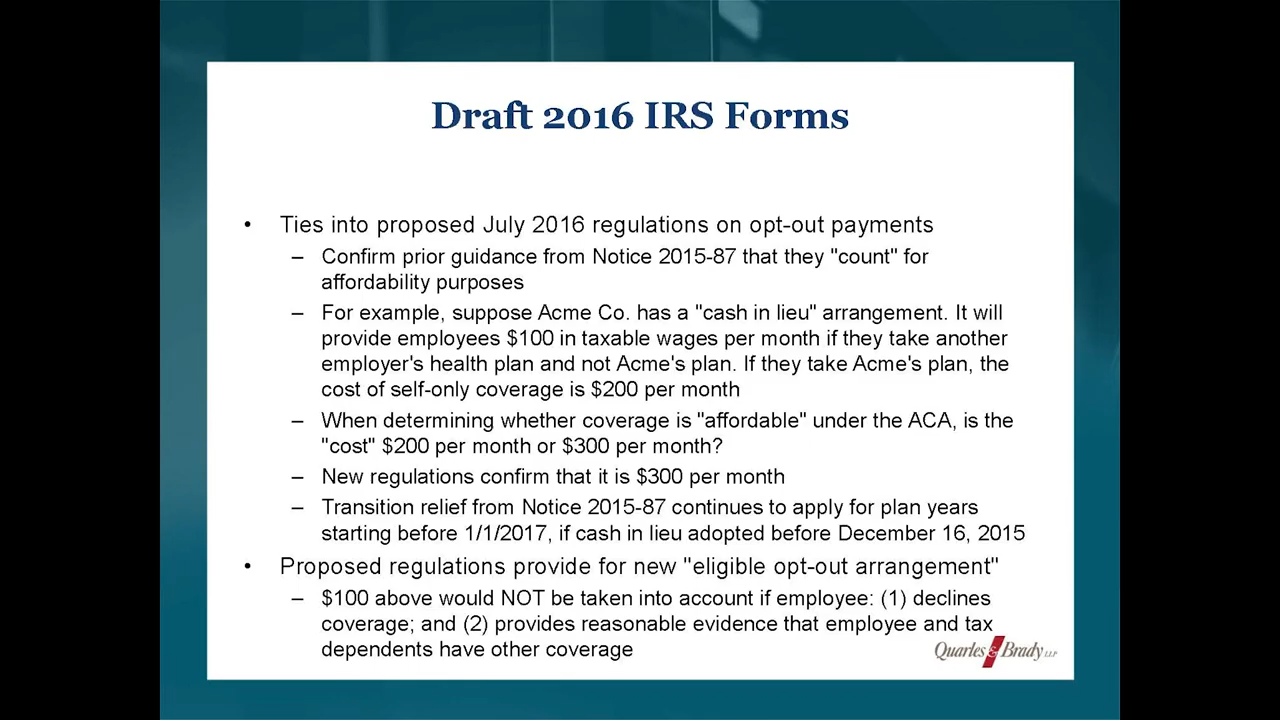 Draft 2016 IRS Forms
• Ties into proposed July 2016 regulations on opt-out payments
– Confirm prior guidance from Notice 2015-87 that they "count" for
affordability purposes
– For example, suppose Acme Co. has a "cash in lieu" arrangement. It will
provide employees $100 in taxable wages per month if they take another
employer's health plan and not Acme's plan. If they take Acme's plan, the
cost of self-only coverage is $200 per month
– When determining whether coverage is "affordable" under the ACA, is the
"cost" $200 per month or $300 per month?
– New regulations confirm that it is $300 per month
– Transition relief from Notice 2015-87 continues to apply for plan years
starting before 1/1/2017, if cash in lieu adopted before December 16, 2015
• Proposed regulations provide for new "eligible opt-out arrangement"
– $100 above would NOT be taken into account if employee: (1) declines
coverage; and (2) provides reasonable evidence that employee and tax
dependents have other coverage
Quarles & Brady LLP